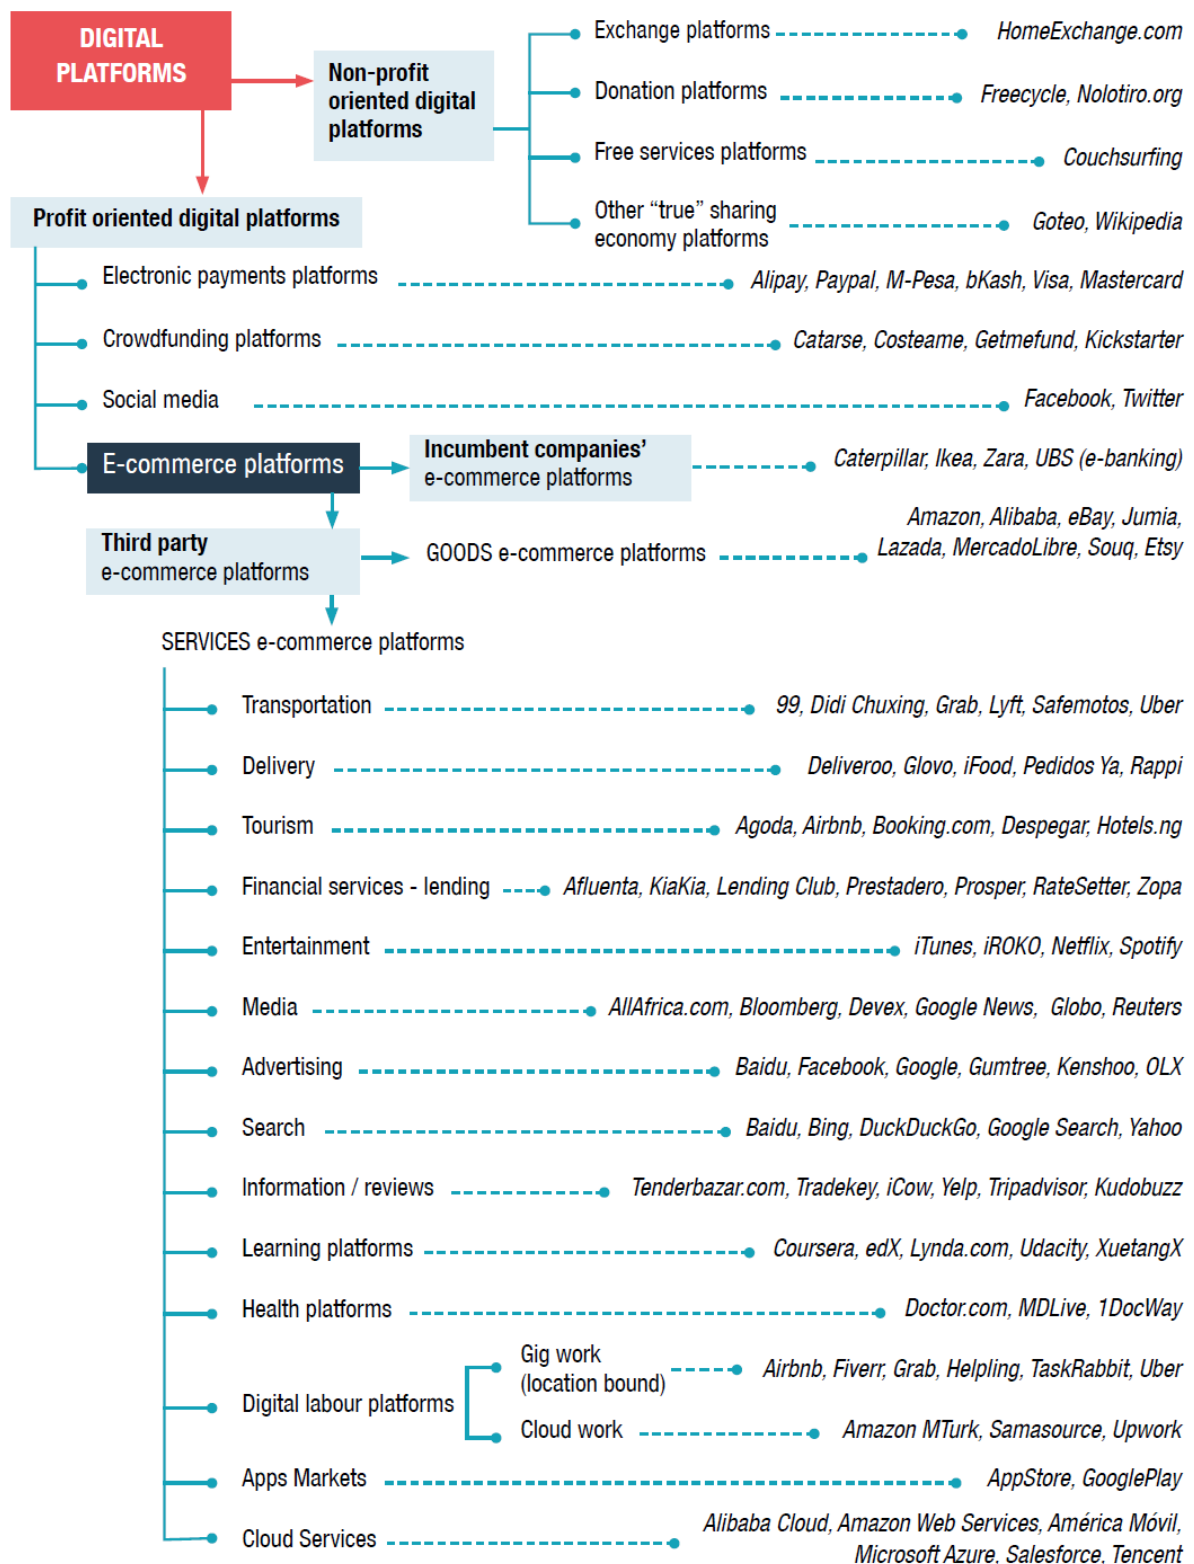 DIGITAL
PLATFORMS
Non-profit
oriented digital
platforms
Exchange platforms
HomeExchange.com
Donation platforms
Freecycle, Nolotiro.org
Free services platforms
Couchsurfing
Other “true” sharing
economy platforms
Goteo, Wikipedia
Profit oriented digital platforms
Electronic payments platforms
Alipay, Paypal, M-Pesa, bKash, Visa, Mastercard
Crowdfunding platforms
Catarse, Costeame, Getmefund, Kickstarter
Social media
Facebook, Twitter
E-commerce platforms
Incumbent companies’
e-commerce platforms
Caterpillar, Ikea, Zara, UBS (e-banking)
Third party
e-commerce platforms
GOODS e-commerce platforms
Amazon, Alibaba, eBay, Jumia,
Lazada, MercadoLibre, Souq, Etsy
SERVICES e-commerce platforms
Transportation
99, Didi Chuxing, Grab, Lyft, Safemotos, Uber
Delivery
Deliveroo, Glovo, iFood, Pedidos Ya, Rappi
Tourism
Agoda, Airbnb, Booking.com, Despegar, Hotels.ng
Financial services - lending
Afluenta, KiaKia, Lending Club, Prestadero, Prosper, RateSetter, Zopa
Entertainment
iTunes, iROKO, Netflix, Spotify
Media
AllAfrica.com, Bloomberg, Devex, Google News, Globo, Reuters
Advertising
Baidu, Facebook, Google, Gumtree, Kenshoo, OLX
Search
Baidu, Bing, DuckDuckGo, Google Search, Yahoo
Information / reviews
Tenderbazar.com, Tradekey, iCow, Yelp, Tripadvisor, Kudobuzz
Learning platforms
Coursera, edX, Lynda.com, Udacity, XuetangX
Health platforms
Doctor.com, MDLive, 1DocWay
Digital labour platforms
Gig work
(location bound)
Airbnb, Fiverr, Grab, Helpling, TaskRabbit, Uber
Cloud work
Amazon MTurk, Samasource, Upwork
Apps Markets
AppStore, GooglePlay
Cloud Services
Alibaba Cloud, Amazon Web Services, América Móvil,
Microsoft Azure, Salesforce, Tencent